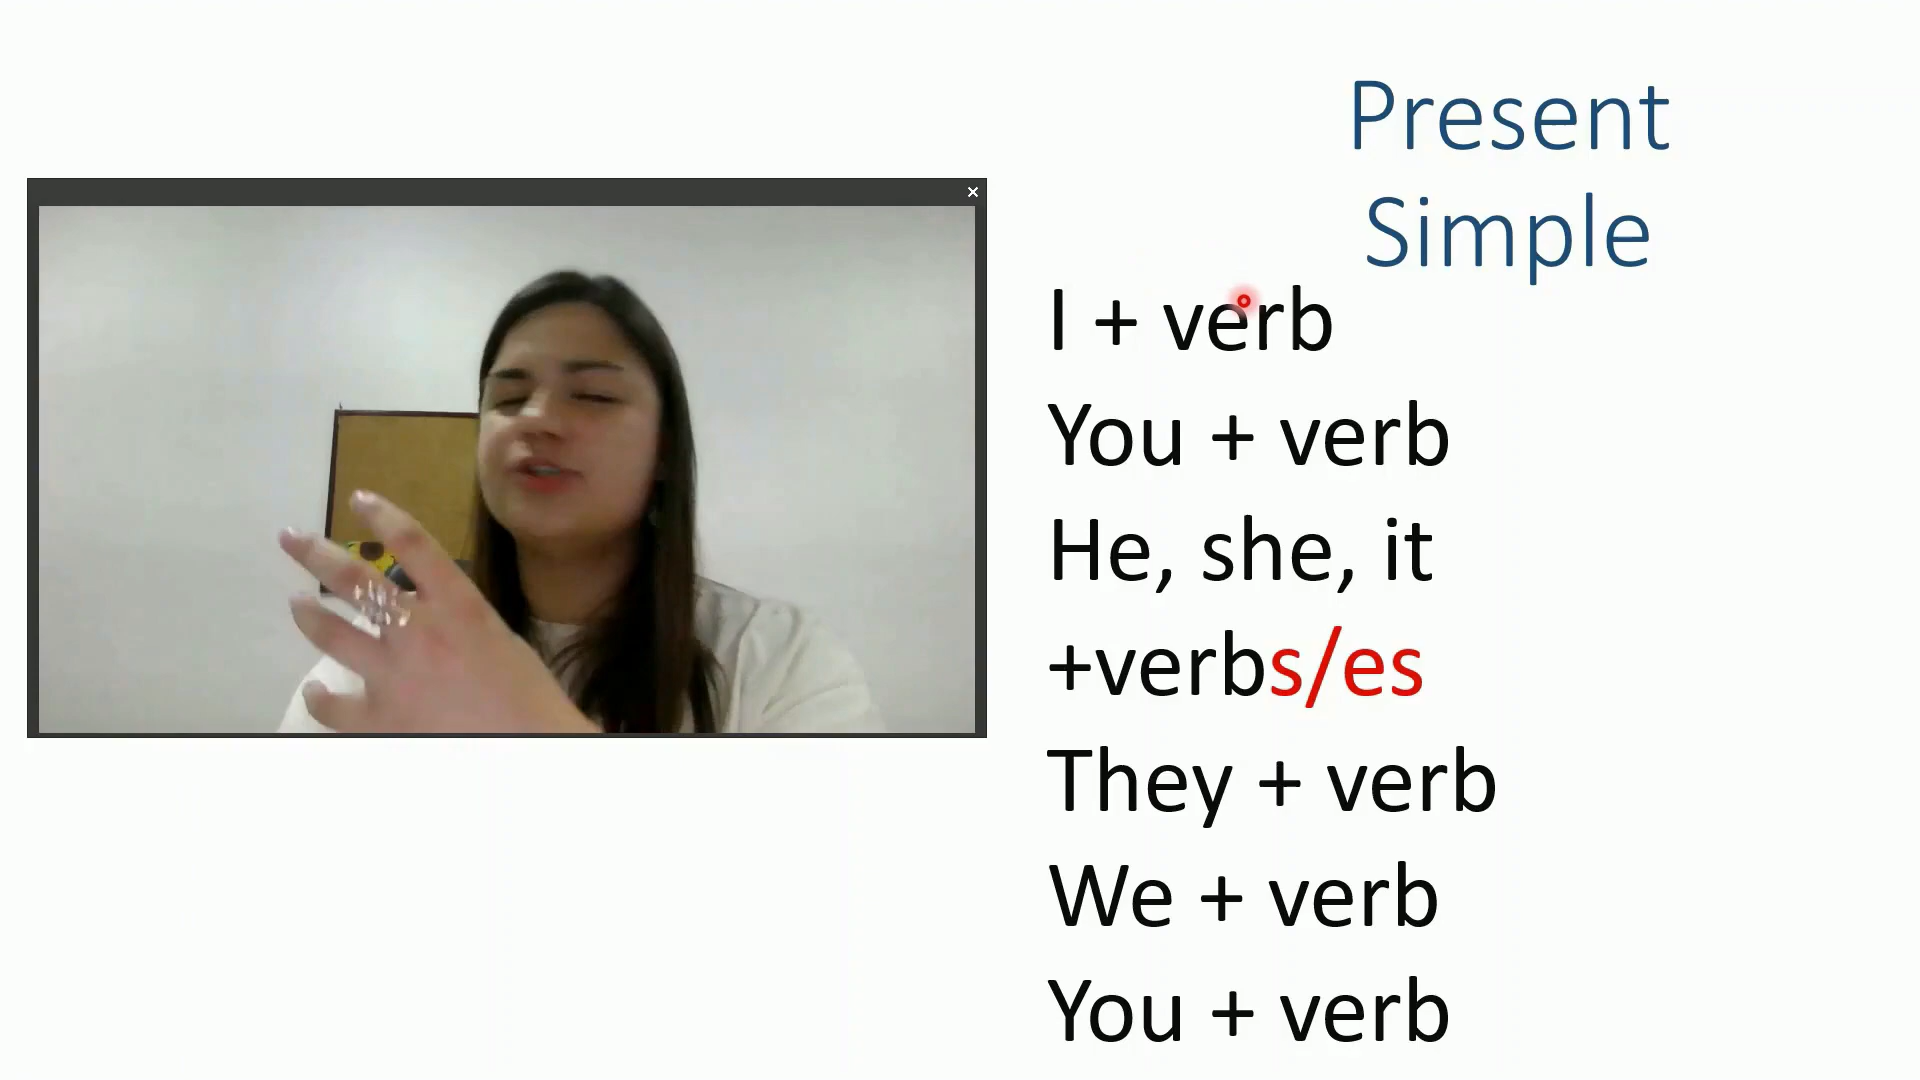 Present
Simple
I + verb
You + verb
He, she, it
+verbs/es
They + verb
We + verb
You + verb